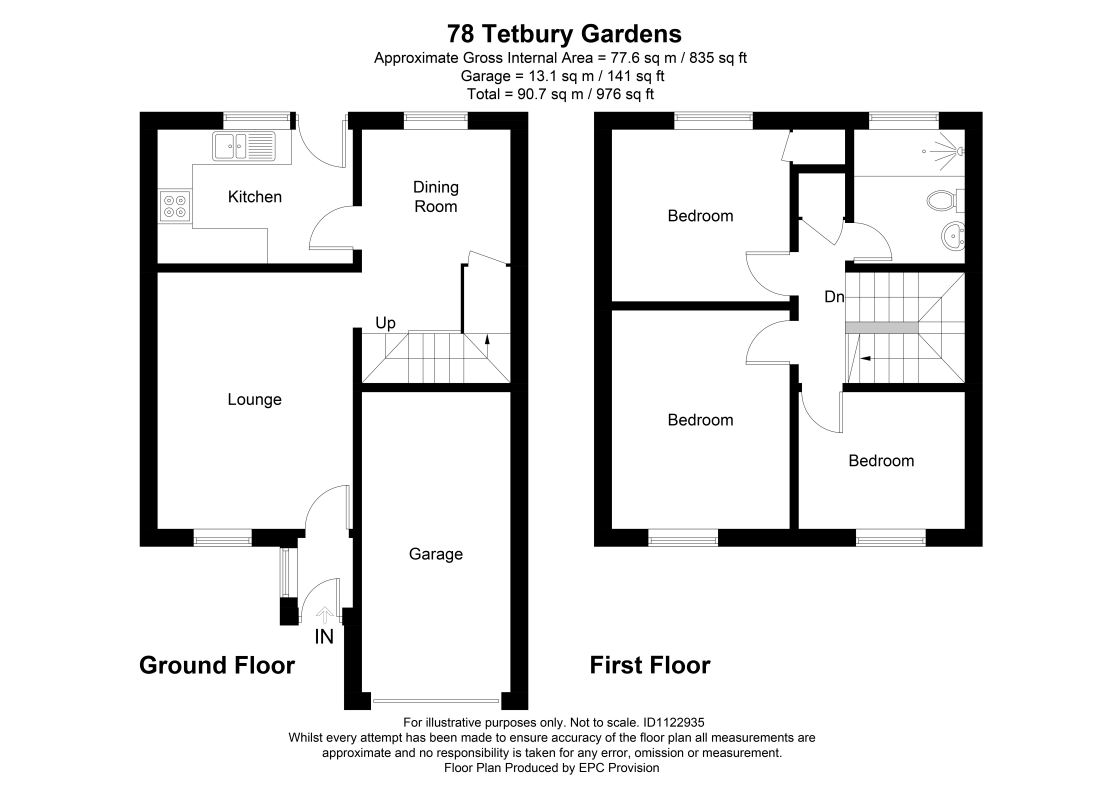 78 Tetbury Gardens
Approximate Gross Internal Area = 77.6 sq m / 835 sq ft
Garage = 13.1 sq m / 141 sq ft
Total = 90.7 sq m / 976 sq ft
Kitchen
Dining
Room
Up
Lounge
Garage
IN
Ground Floor
Bedroom
Dn
Bedroom
Bedroom
First Floor
For illustrative purposes only. Not to scale. ID1122935
Whilst every attempt has been made to ensure accuracy of the floor plan all measurements are
approximate and no responsibility is taken for any error, omission or measurement.
Floor Plan Produced by EPC Provision